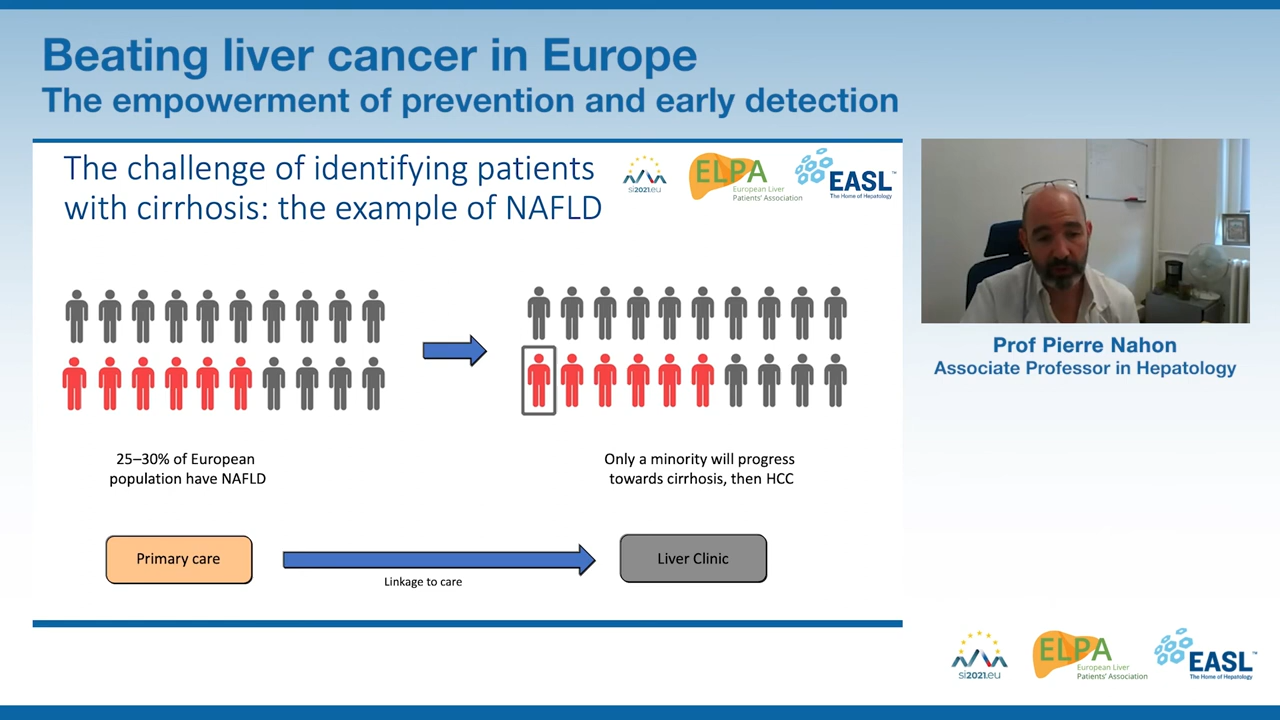 Beating liver cancer in Europe
The empowerment of prevention and early detection
The challenge of identifying patients
with cirrhosis: the example of NAFLD
si2021.eu
ELPA
European Liver
Patients' Association
EASL™
The Home of Hepatology
25–30% of European
population have NAFLD
Only a minority will progress
towards cirrhosis, then HCC
Primary care
Linkage to care
Liver Clinic
Prof Pierre Nahon
Associate Professor in Hepatology
si2021.eu
ELPA
European Liver
Patients' Association
EASL™
The Home of Hepatology